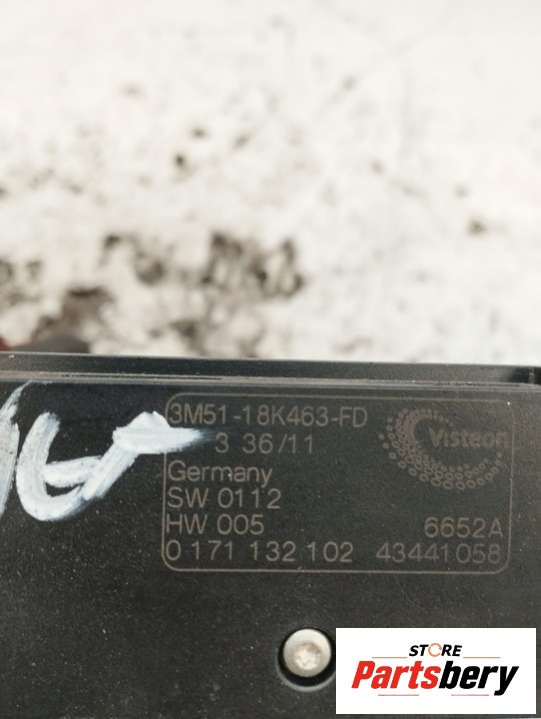 3M51-18K463-FD
Visteon
3 36/11
Germany
SW 0112
HW 005 6652A
0 171 132 102 43441058
STORE
Partsbery